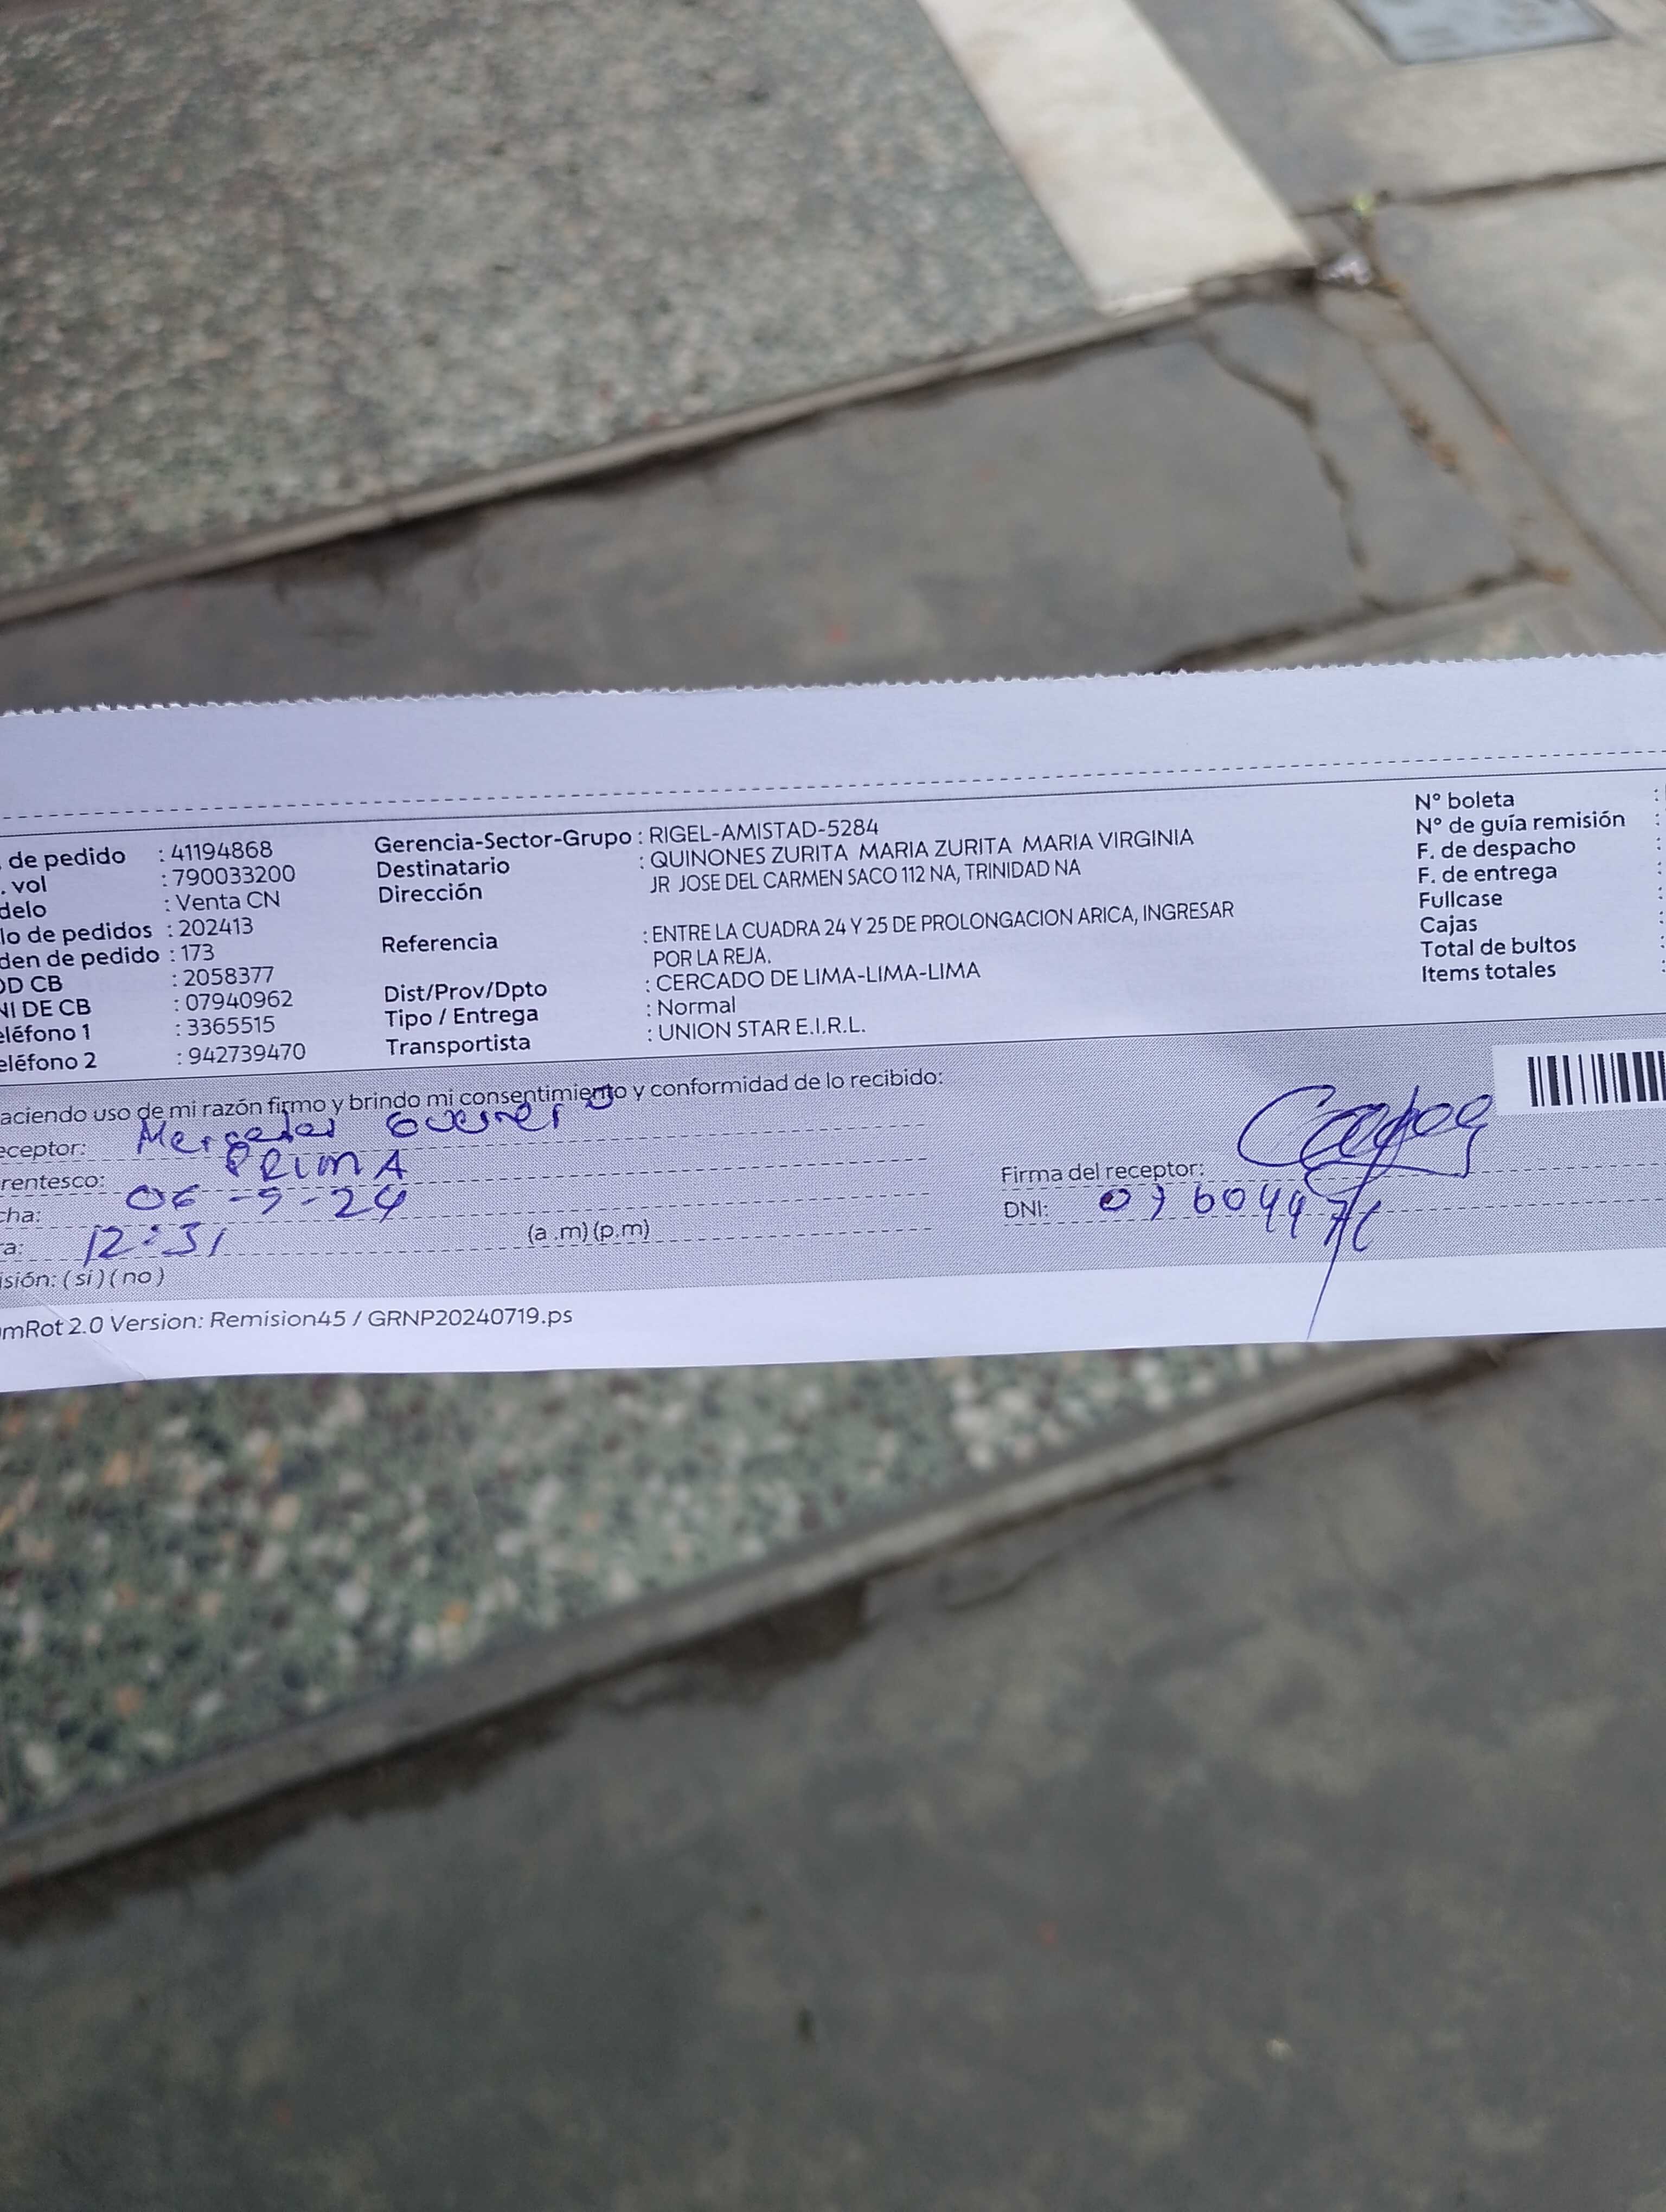 de pedido : 41194868
. vol : 790033200
delo : Venta CN
lo de pedidos : 202413
den de pedido : 173
OD CB : 2058377
NI DE CB : 07940962
eléfono 1 : 3365515
eléfono 2 : 942739470
Gerencia-Sector-Grupo : RIGEL-AMISTAD-5284
Destinatario : QUINONES ZURITA MARIA ZURITA MARIA VIRGINIA
Dirección JR JOSE DEL CARMEN SACO 112 NA, TRINIDAD NA
Referencia : ENTRE LA CUADRA 24 Y 25 DE PROLONGACION ARICA, INGRESAR
POR LA REJA.
Dist/Prov/Dpto : CERCADO DE LIMA-LIMA-LIMA
Tipo / Entrega : Normal
Transportista : UNION STAR E.I.R.L.
N° boleta :
N° de guía remisión :
F. de despacho :
F. de entrega :
Fullcase
Cajas :
Total de bultos :
Items totales :
aciendo uso de mi razón firmo y brindo mi consentimiento y conformidad de lo recibido:
eceptor: Mercedes Guerrero
rentesco: PRIMA
cha: 06-9-24
a: 12:31 (a .m) (p.m)
isión: ( si ) ( no )
Firma del receptor:
DNI:
mRot 2.0 Version: Remision45 / GRNP20240719.ps